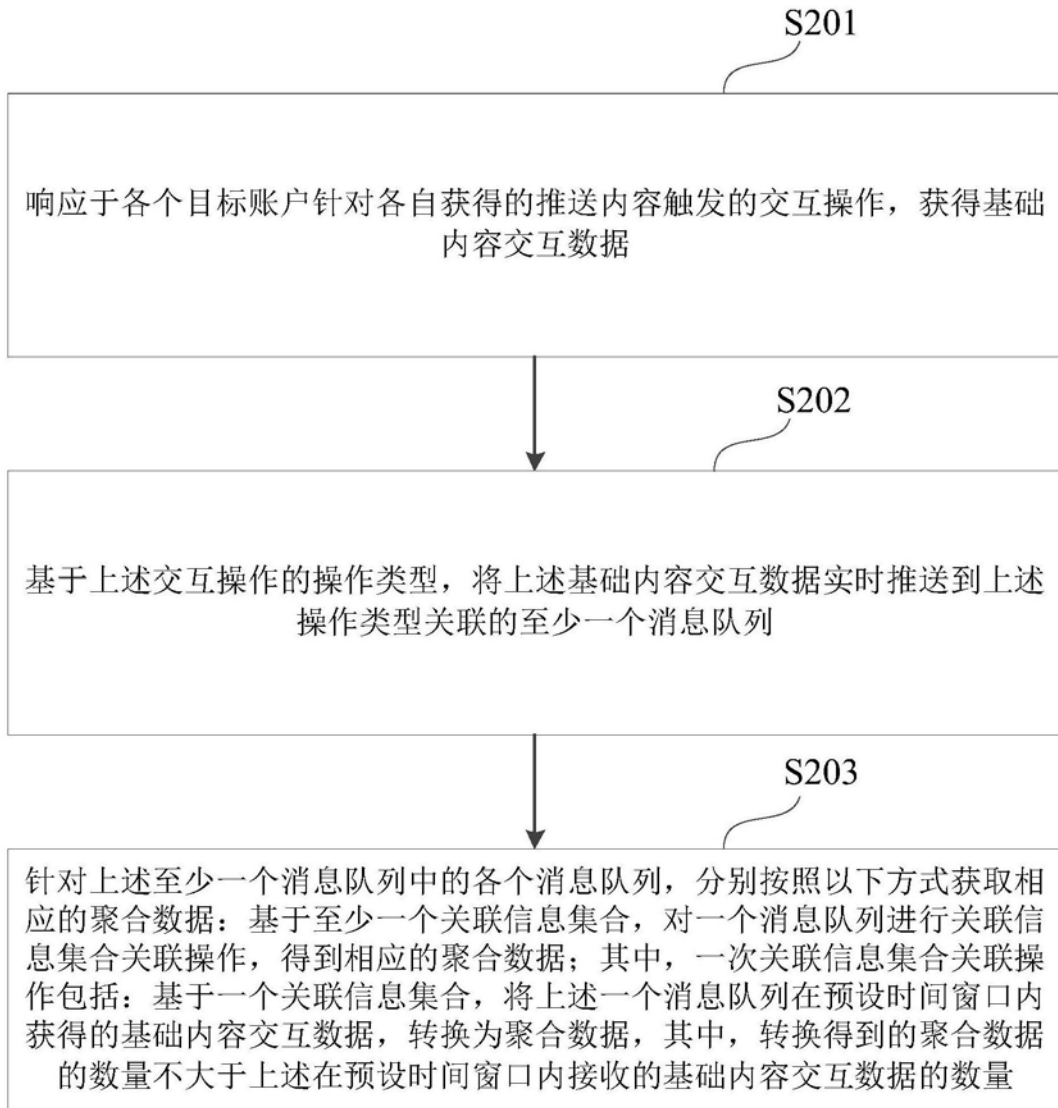 S201
响应于各个目标账户针对各自获得的推送内容触发的交互操作，获得基础
内容交互数据
S202
基于上述交互操作的操作类型，将上述基础内容交互数据实时推送到上述
操作类型关联的至少一个消息队列
S203
针对上述至少一个消息队列中的各个消息队列，分别按照以下方式获取相
应的聚合数据：基于至少一个关联信息集合，对一个消息队列进行关联信
息集合关联操作，得到相应的聚合数据；其中，一次关联信息集合关联操
作包括：基于一个关联信息集合，将上述一个消息队列在预设时间窗口内
获得的基础内容交互数据，转换为聚合数据，其中，转换得到的聚合数据
的数量不大于上述在预设时间窗口内接收的基础内容交互数据的数量